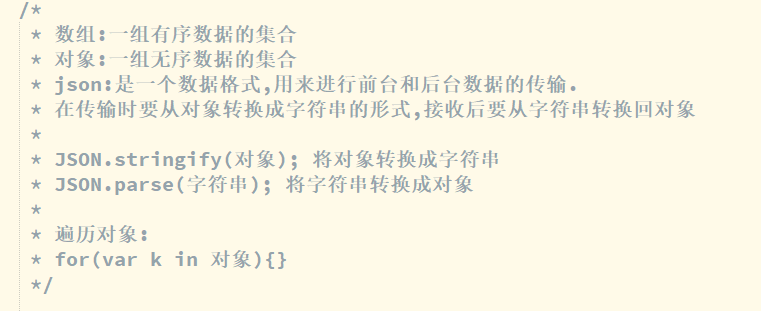 /*
* 数组:一组有序数据的集合
* 对象:一组无序数据的集合
* json:是一个数据格式,用来进行前台和后台数据的传输.
* 在传输时要从对象转换成字符串的形式,接收后要从字符串转换回对象
*
* JSON.stringify(对象); 将对象转换成字符串
* JSON.parse(字符串); 将字符串转换成对象
*
* 遍历对象:
* for(var k in 对象){}
*/